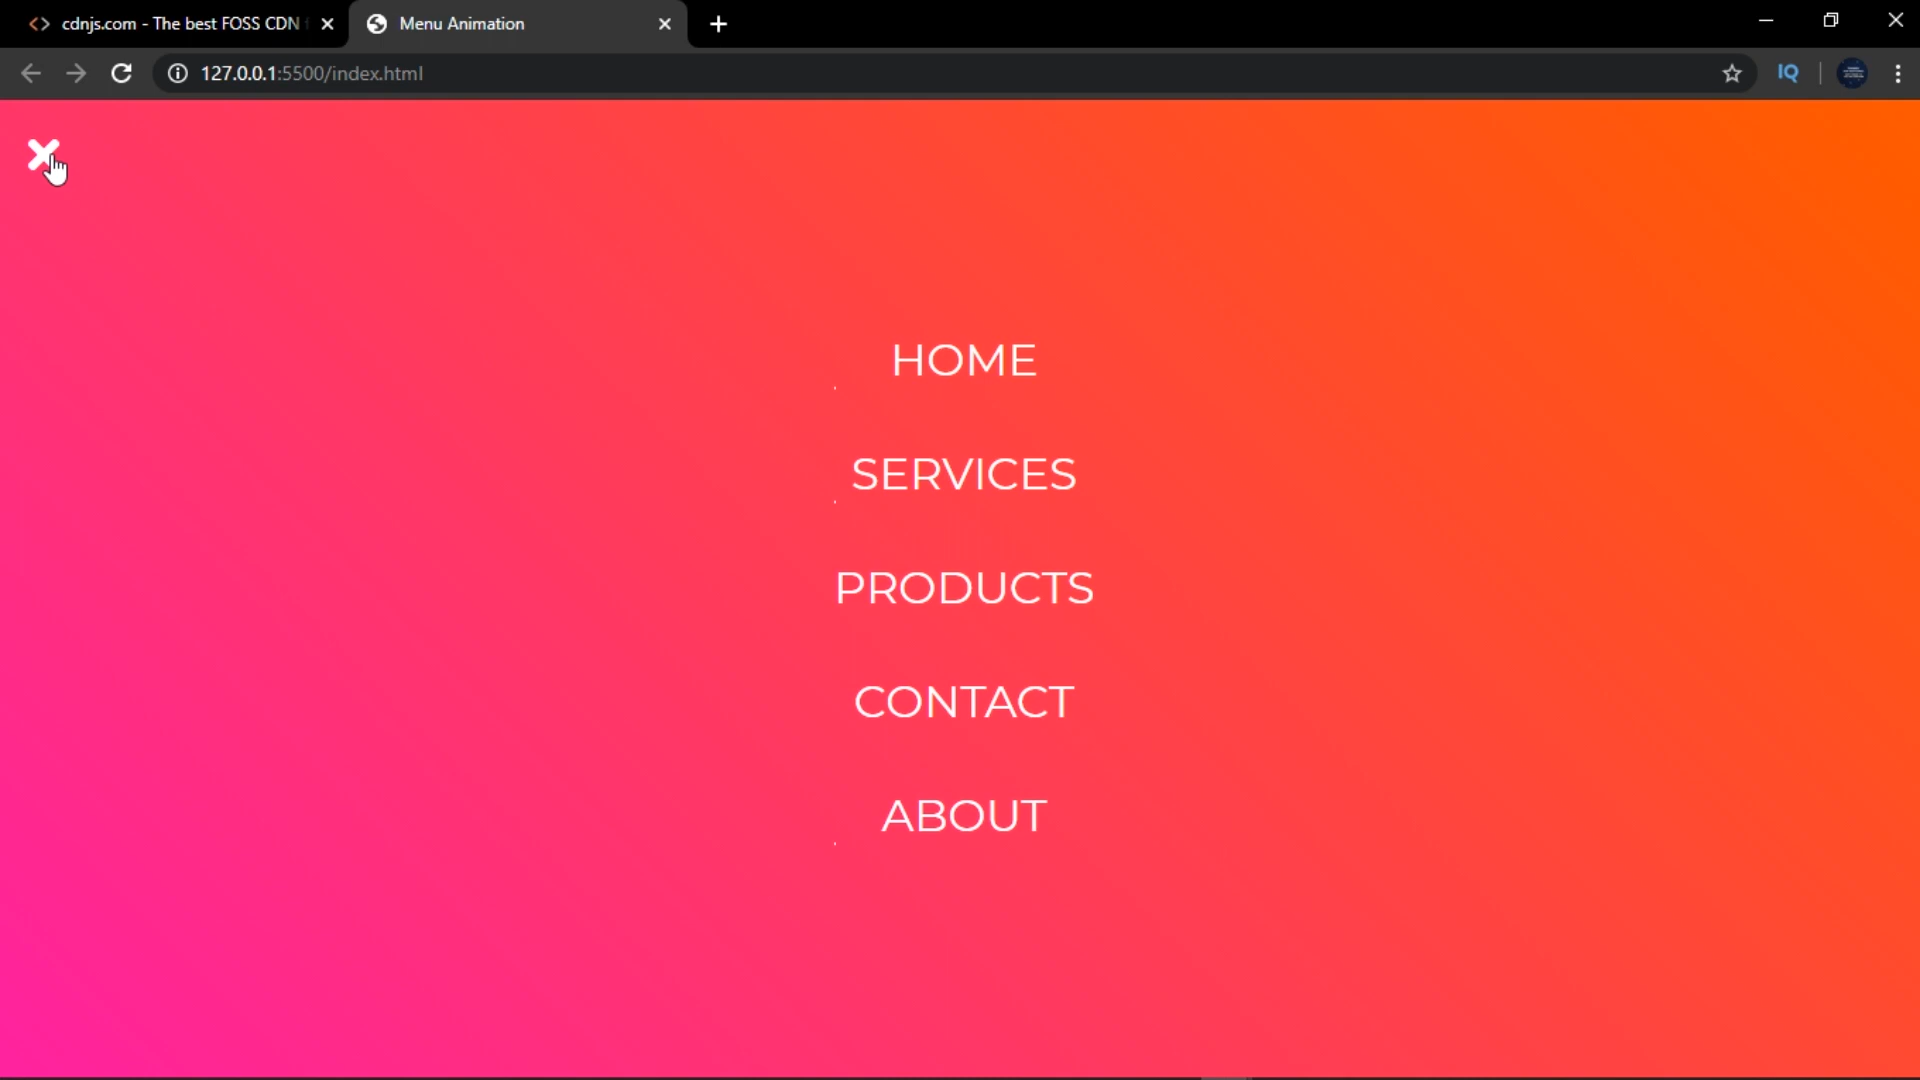 cdnjs.com - The best FOSS CDN
Menu Animation
127.0.0.1:5500/index.html
IQ
HOME
SERVICES
PRODUCTS
CONTACT
ABOUT